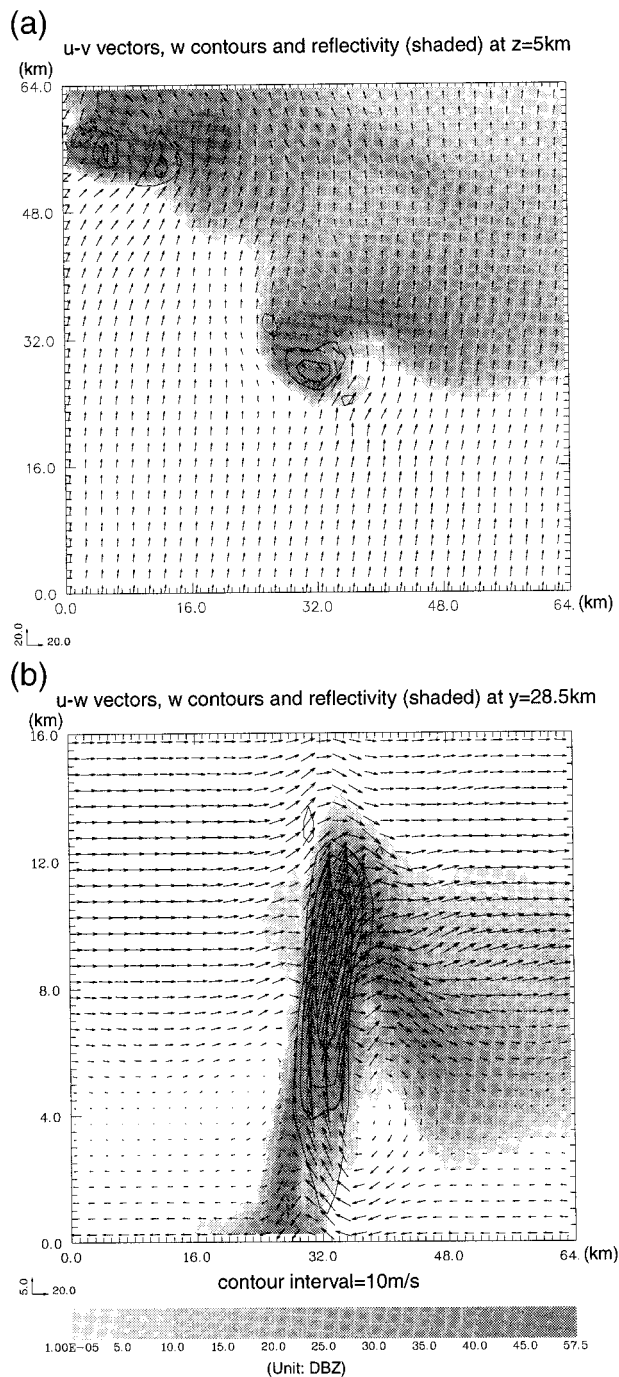 (a)
u-v vectors, w contours and reflectivity (shaded) at z=5km
(km)
64.0
48.0
32.0
16.0
0.0
0.0 16.0 32.0 48.0 64. (km)
20.0
20.0
(b)
u-w vectors, w contours and reflectivity (shaded) at y=28.5km
(km)
16.0
12.0
8.0
4.0
0.0
0.0 16.0 32.0 48.0 64. (km)
5.0
20.0
contour interval=10m/s
1.00E-05 5.0 10.0 15.0 20.0 25.0 30.0 35.0 40.0 45.0 57.5
(Unit: DBZ)